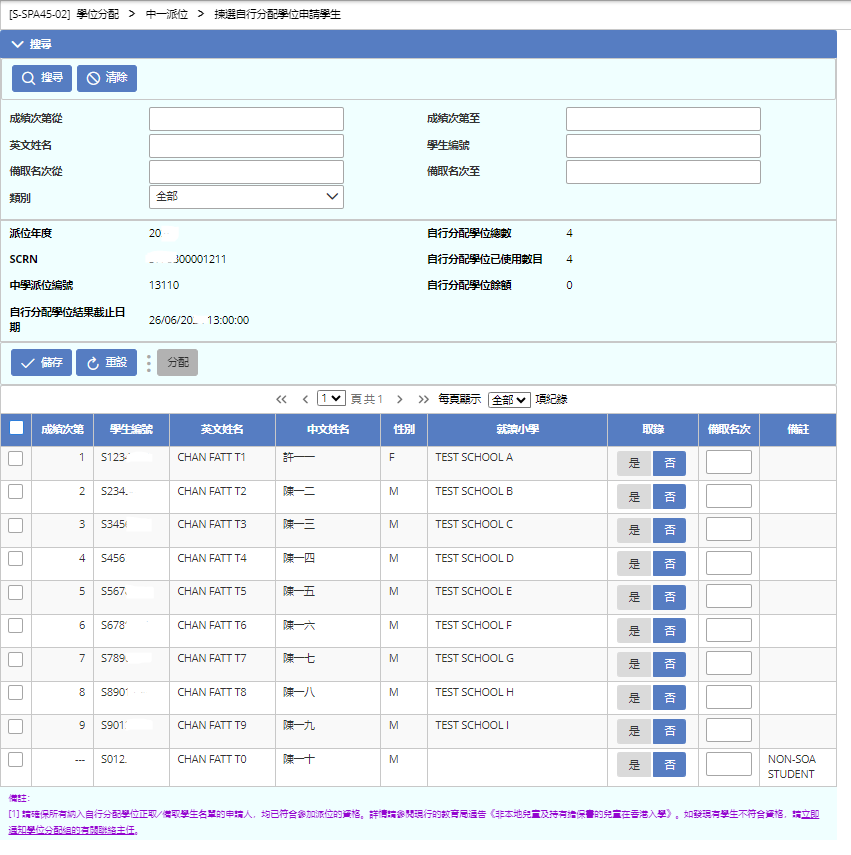 [S-SPA45-02] 學位分配 > 中一派位 > 揀選自行分配學位申請學生
搜尋
搜尋 清除
成績次第從 成績次第至
英文姓名 學生編號
備取名次從 備取名次至
類別 全部
派位年度 20 自行分配學位總數 4
SCRN 300001211 自行分配學位已使用數目 4
中學派位編號 13110 自行分配學位餘額 0
自行分配學位結果截止日
期 26/06/20 13:00:00
儲存 重設 分配
1 頁共1 每頁顯示 全部 項紀錄
成績次第 學生編號 英文姓名 中文姓名 性別 就讀小學 取錄 備取名次 備註
1 S123 CHAN FATT T1 許一一 F TEST SCHOOL A 是 否
2 S234 CHAN FATT T2 陳一二 M TEST SCHOOL B 是 否
3 S345 CHAN FATT T3 陳一三 M TEST SCHOOL C 是 否
4 S456 CHAN FATT T4 陳一四 M TEST SCHOOL D 是 否
5 S567 CHAN FATT T5 陳一五 M TEST SCHOOL E 是 否
6 S678 CHAN FATT T6 陳一六 M TEST SCHOOL F 是 否
7 S789 CHAN FATT T7 陳一七 M TEST SCHOOL G 是 否
8 S890 CHAN FATT T8 陳一八 M TEST SCHOOL H 是 否
9 S901 CHAN FATT T9 陳一九 M TEST SCHOOL I 是 否
--- S012 CHAN FATT T0 陳一十 M 是 否 NON-SOA
STUDENT
備註:
[1] 請確保所有納入自行分配學位正取/備取學生名單的申請人，均已符合參加派位的資格。詳情請參閱現行的教育局通告《非本地兒童及持有擔保書的兒童在香港入學》。如發現有學生不符合資格，請立即
通知學位分配組的有關聯絡主任。